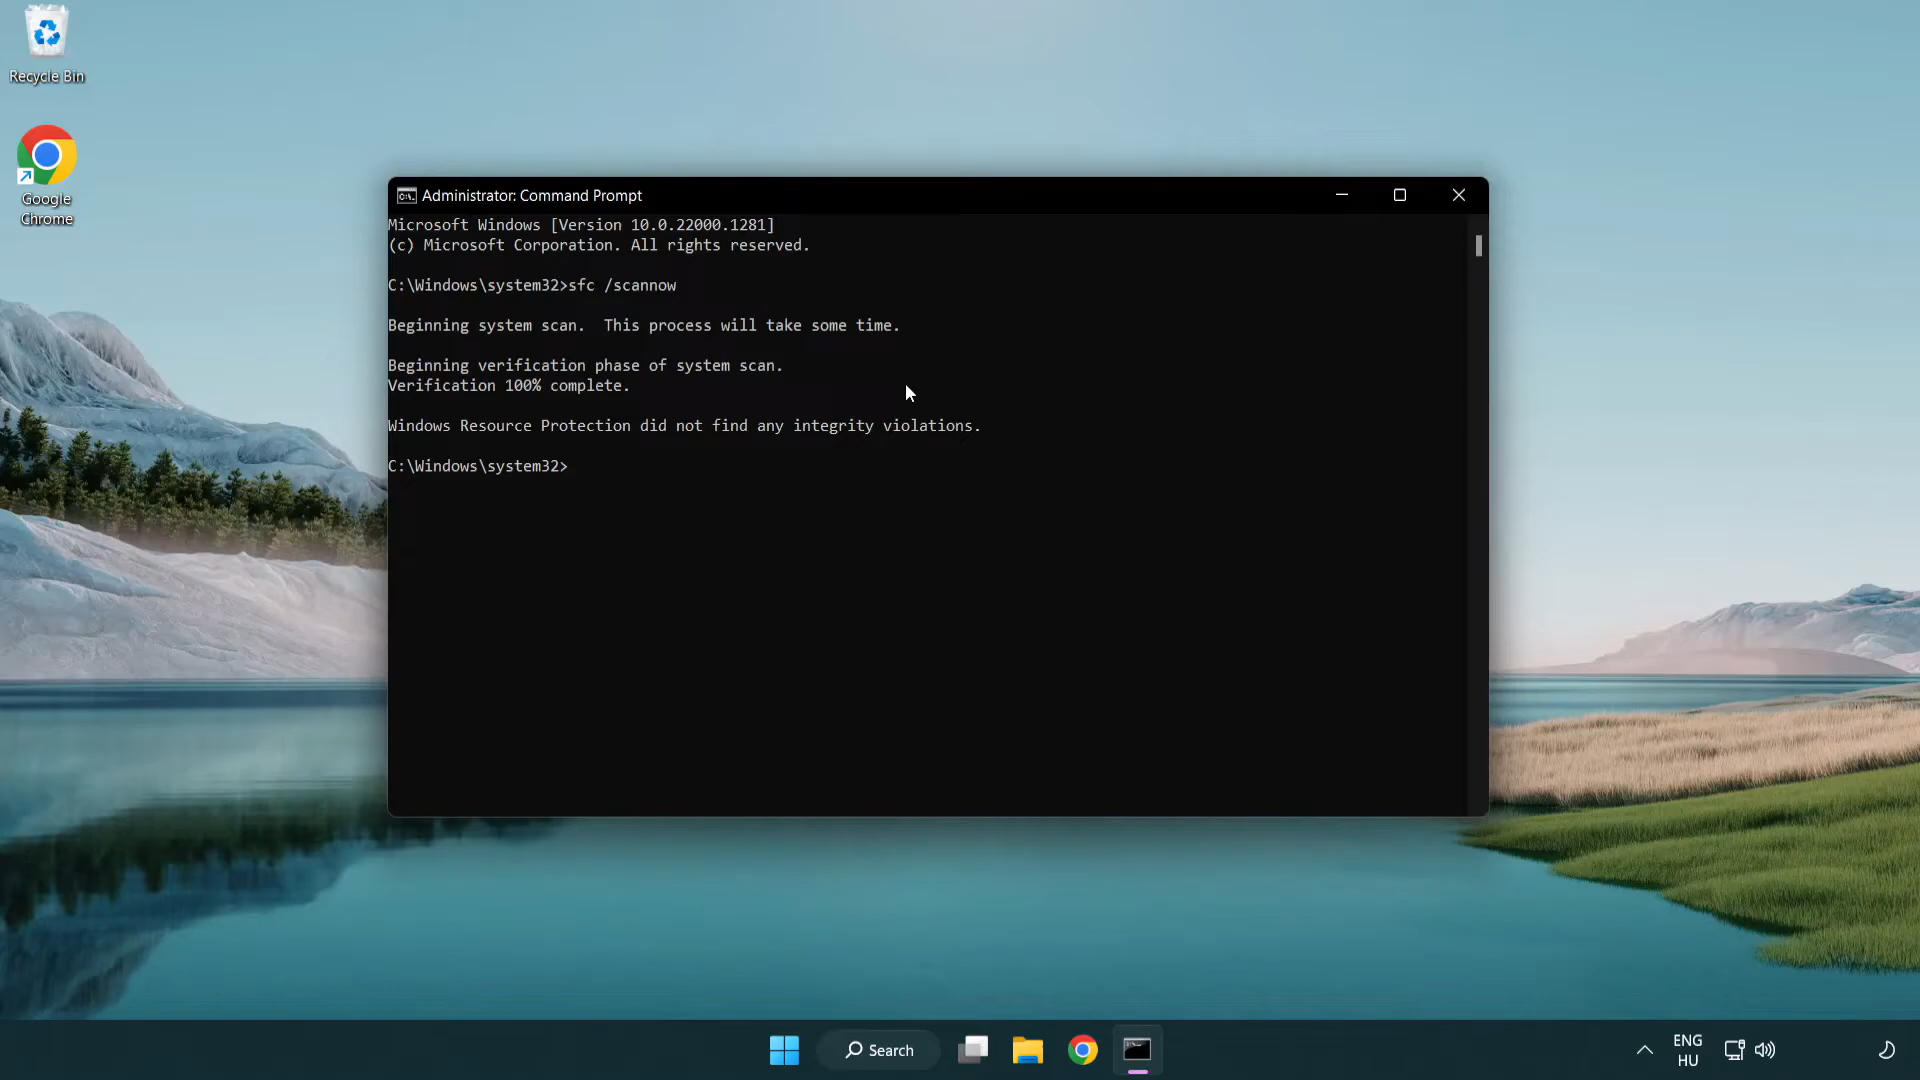 Recycle Bin
Google
Chrome
Administrator: Command Prompt
Microsoft Windows [Version 10.0.22000.1281]
(c) Microsoft Corporation. All rights reserved.
C:\Windows\system32>sfc /scannow
Beginning system scan.  This process will take some time.
Beginning verification phase of system scan.
Verification 100% complete.
Windows Resource Protection did not find any integrity violations.
C:\Windows\system32>
Search
ENG
HU